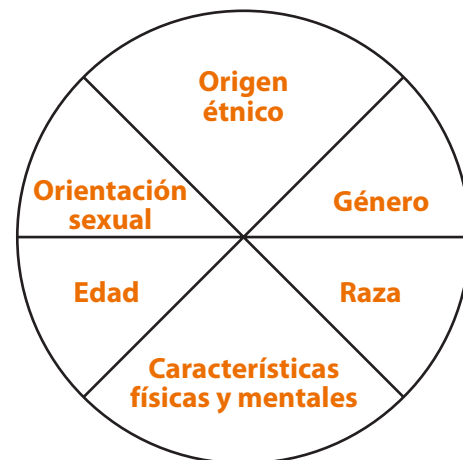 Origen
étnico
Orientación
sexual
Género
Edad
Raza
Características
físicas y mentales